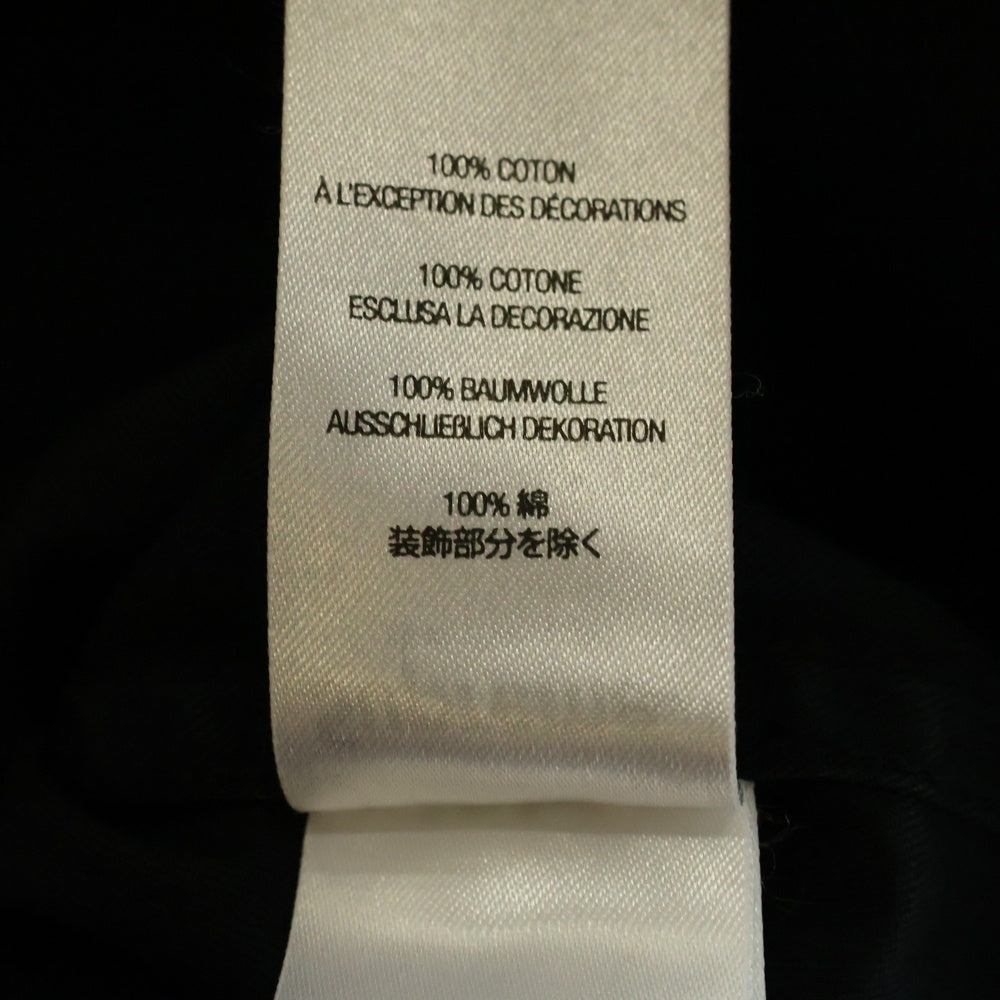 100% COTON
À L'EXCEPTION DES DÉCORATIONS
100% COTONE
ESCLUSA LA DECORAZIONE
100% BAUMWOLLE
AUSSCHLIEßLICH DEKORATION
100% 綿
装飾部分を除く